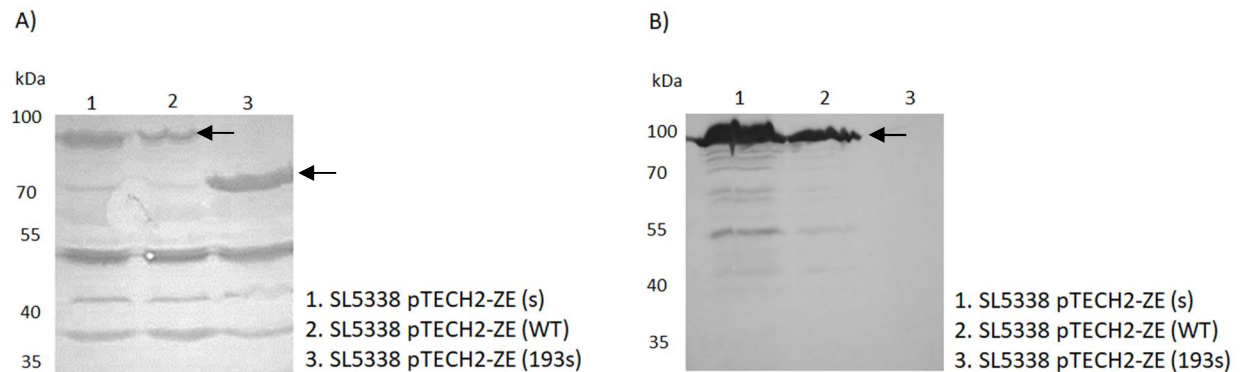 A)
kDa
1 2 3
100
70
55
40
35
1. SL5338 pTECH2-ZE (s)
2. SL5338 pTECH2-ZE (WT)
3. SL5338 pTECH2-ZE (193s)
B)
kDa
1 2 3
100
70
55
40
35
1. SL5338 pTECH2-ZE (s)
2. SL5338 pTECH2-ZE (WT)
3. SL5338 pTECH2-ZE (193s)